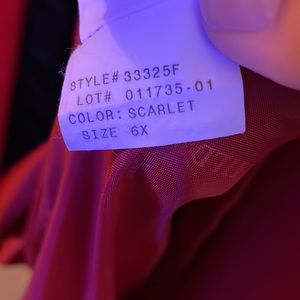 STYLE# 33325F
LOT# 011735-01
COLOR: SCARLET
SIZE 6X